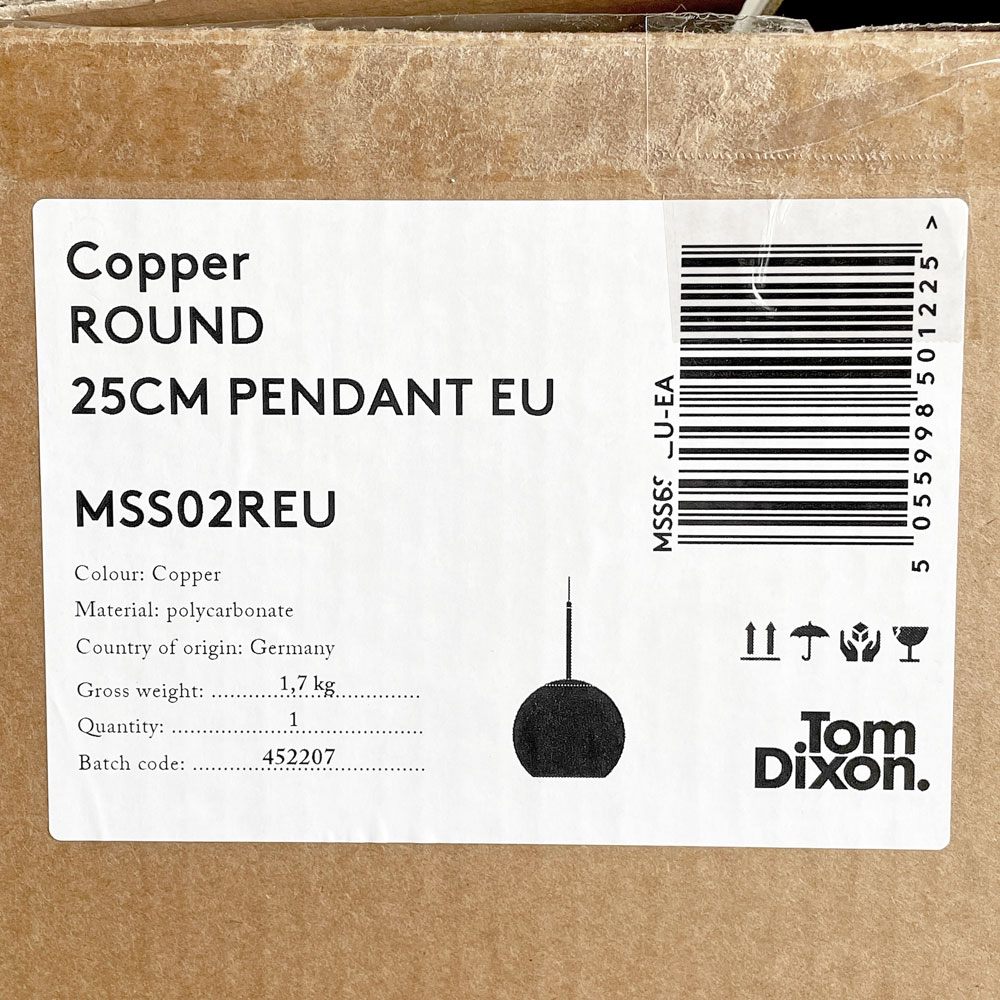 Copper
ROUND
25CM PENDANT EU
MSS02REU
Colour: Copper
Material: polycarbonate
Country of origin: Germany
Gross weight: ..........1,7 kg..........
Quantity: ..........1..........
Batch code: ..........452207..........
5 055998 501225 >
Tom
Dixon.